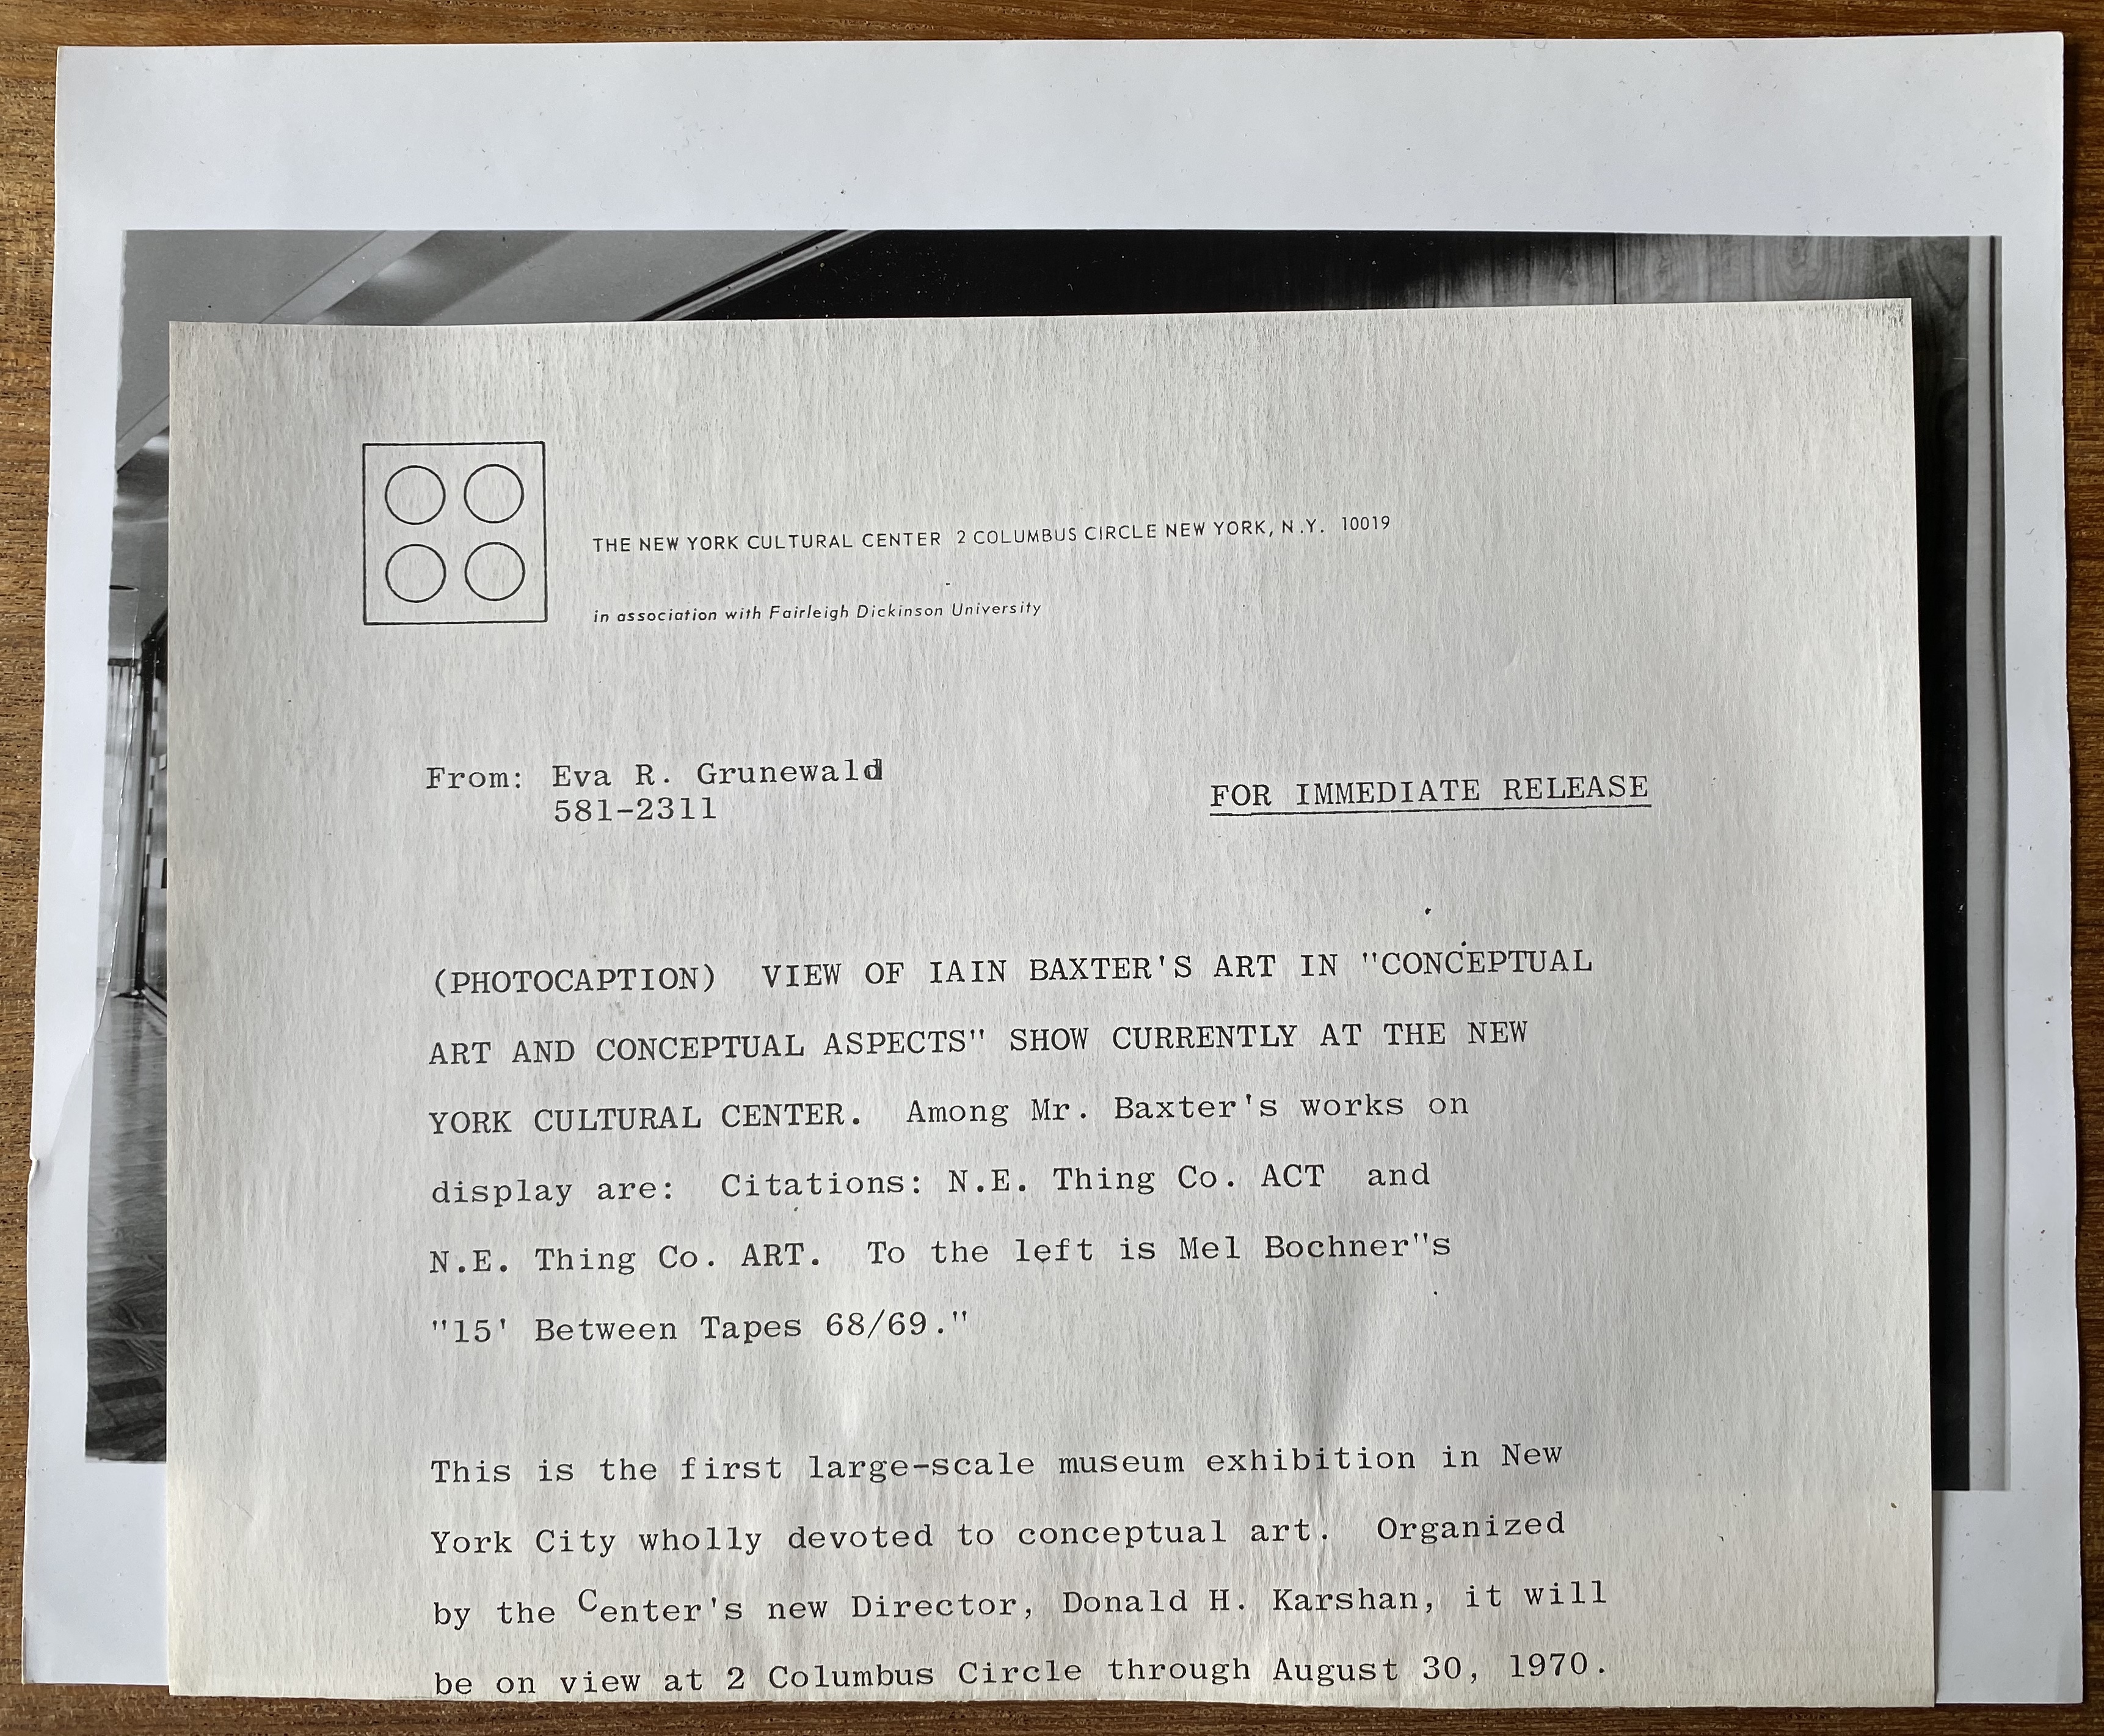 THE NEW YORK CULTURAL CENTER 2 COLUMBUS CIRCLE NEW YORK, N.Y. 10019
in association with Fairleigh Dickinson University
From: Eva R. Grunewald
581-2311
FOR IMMEDIATE RELEASE
(PHOTOCAPTION) VIEW OF IAIN BAXTER'S ART IN "CONCEPTUAL
ART AND CONCEPTUAL ASPECTS" SHOW CURRENTLY AT THE NEW
YORK CULTURAL CENTER. Among Mr. Baxter's works on
display are: Citations: N.E. Thing Co. ACT and
N.E. Thing Co. ART. To the left is Mel Bochner"s
"15' Between Tapes 68/69."
This is the first large-scale museum exhibition in New
York City wholly devoted to conceptual art. Organized
by the Center's new Director, Donald H. Karshan, it will
be on view at 2 Columbus Circle through August 30, 1970.